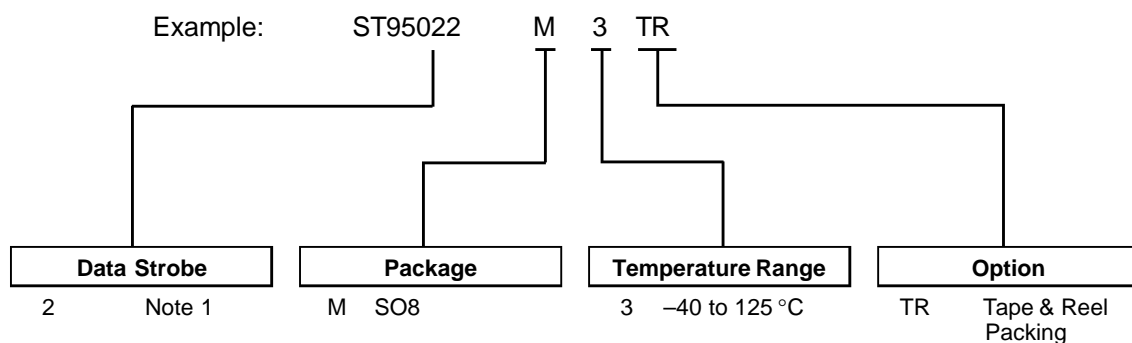 Example: ST95022 M 3 TR
Data Strobe Package Temperature Range Option
2 Note 1 M SO8 3 –40 to 125 °C TR Tape & Reel
Packing